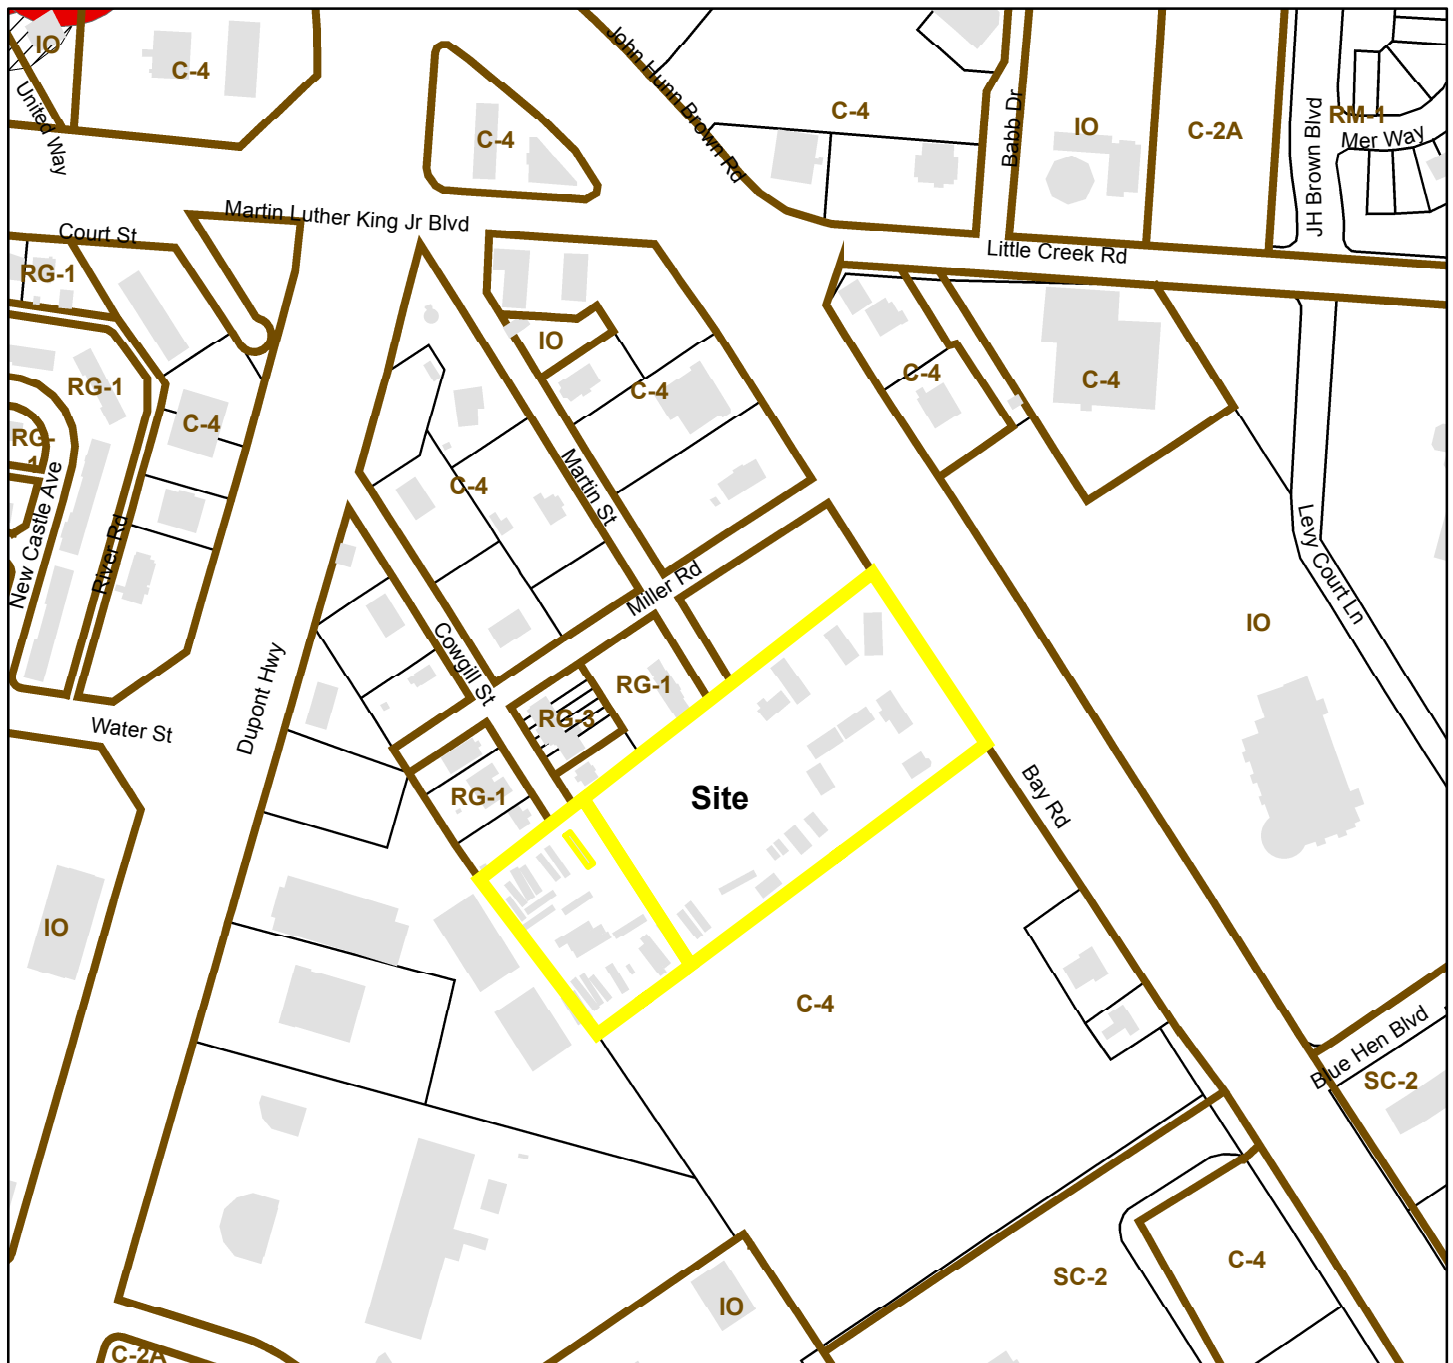 IO
C-4
United Way
C-4
John Hunn Brown Rd
C-4
Babb Dr
IO
C-2A
JH Brown Blvd
RM-1
Mer Way
Court St
Martin Luther King Jr Blvd
Little Creek Rd
RG-1
IO
RG-1
C-4
C-4
C-4
C-4
RG-
1
New Castle Ave
River Rd
C-4
Martin St
Levy Court Ln
Miller Rd
IO
Cowgill St
RG-1
Dupont Hwy
RG-3
Water St
RG-1
Site
Bay Rd
IO
C-4
Blue Hen Blvd
SC-2
SC-2
C-4
IO
C-2A